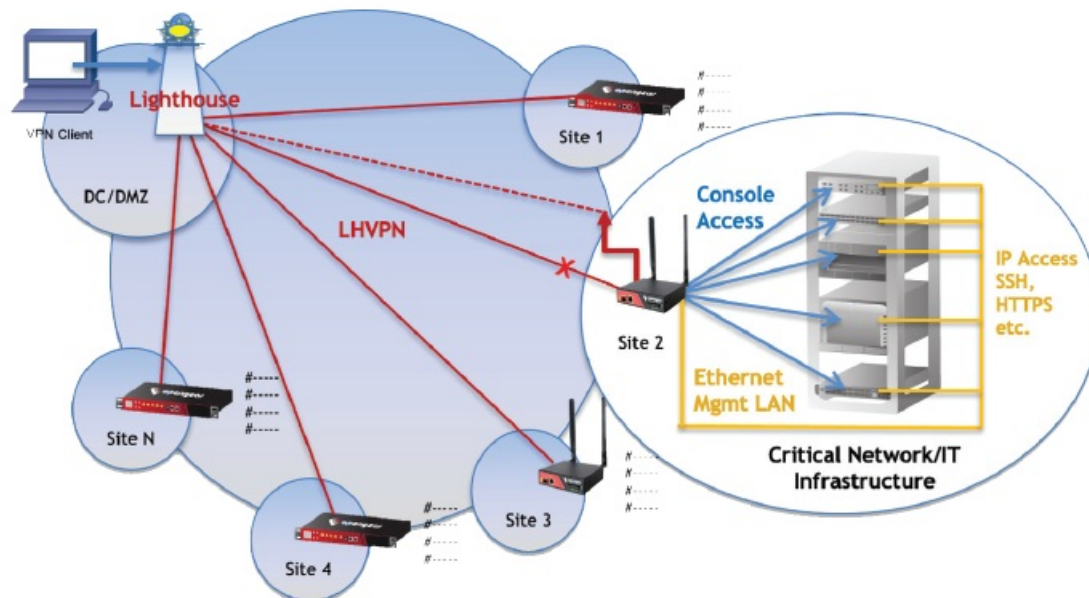 Lighthouse
VPN Client
DC/DMZ
LHVPN
Site 1
#-----
#-----
#-----
#-----
Console
Access
IP Access
SSH,
HTTPS
etc.
Site 2
Ethernet
Mgmt LAN
Critical Network/IT
Infrastructure
Site N
#-----
#-----
#-----
#-----
Site 3
#-----
#-----
#-----
#-----
Site 4
#-----
#-----
#-----
#-----